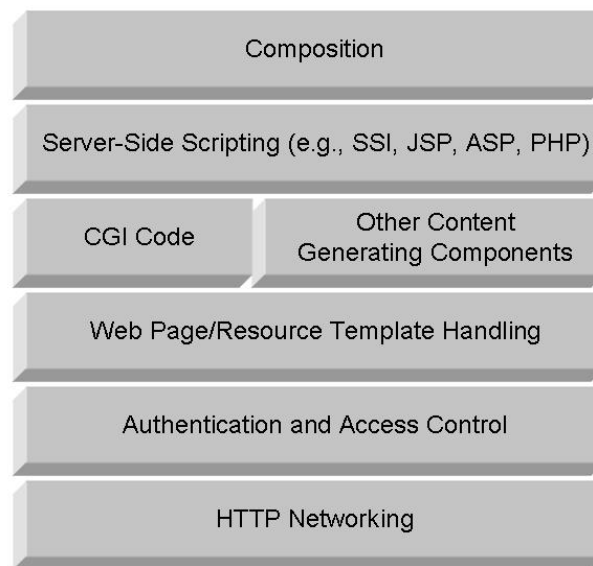 Composition
Server-Side Scripting (e.g., SSI, JSP, ASP, PHP)
CGI Code
Other Content
Generating Components
Web Page/Resource Template Handling
Authentication and Access Control
HTTP Networking